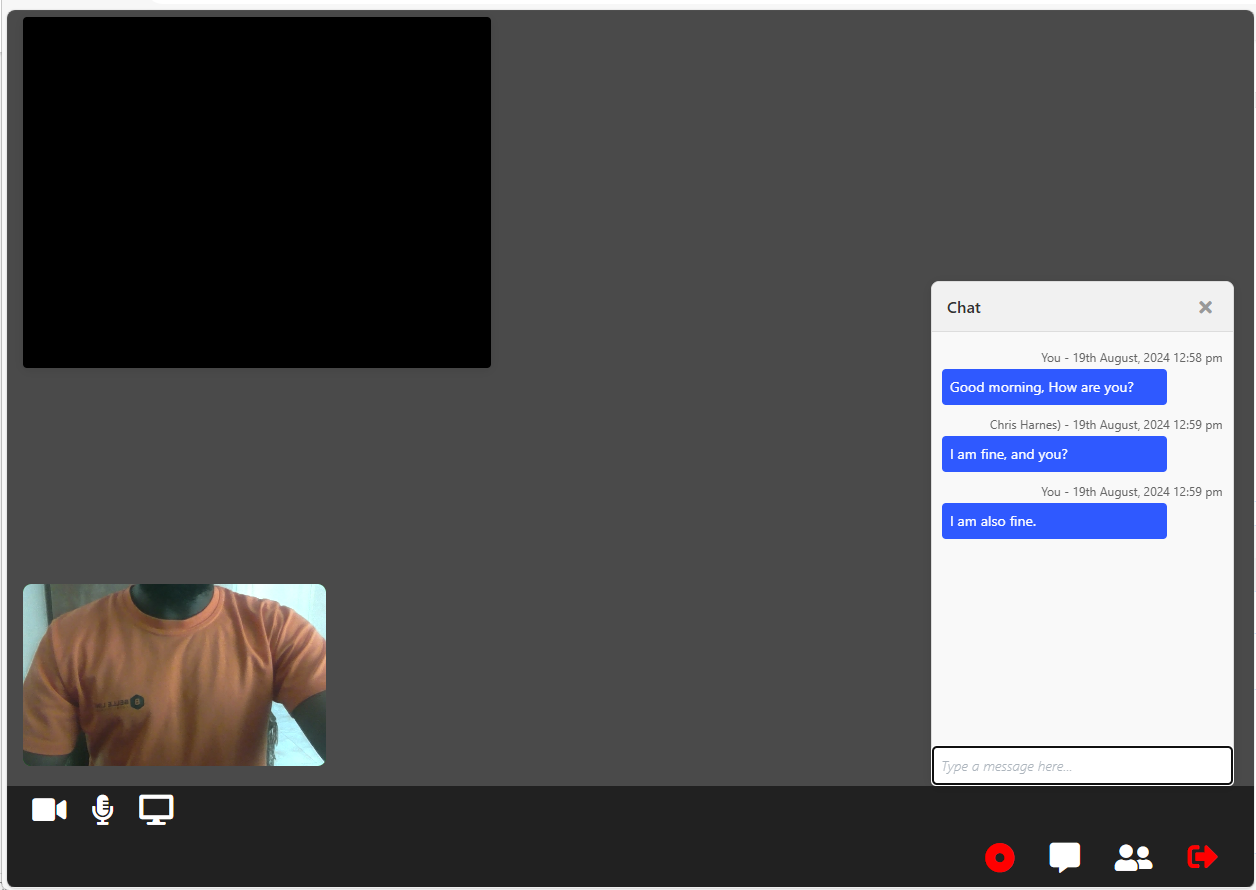 Chat
You - 19th August, 2024 12:58 pm
Good morning, How are you?
Chris Harnes) - 19th August, 2024 12:59 pm
I am fine, and you?
You - 19th August, 2024 12:59 pm
I am also fine.
Type a message here...